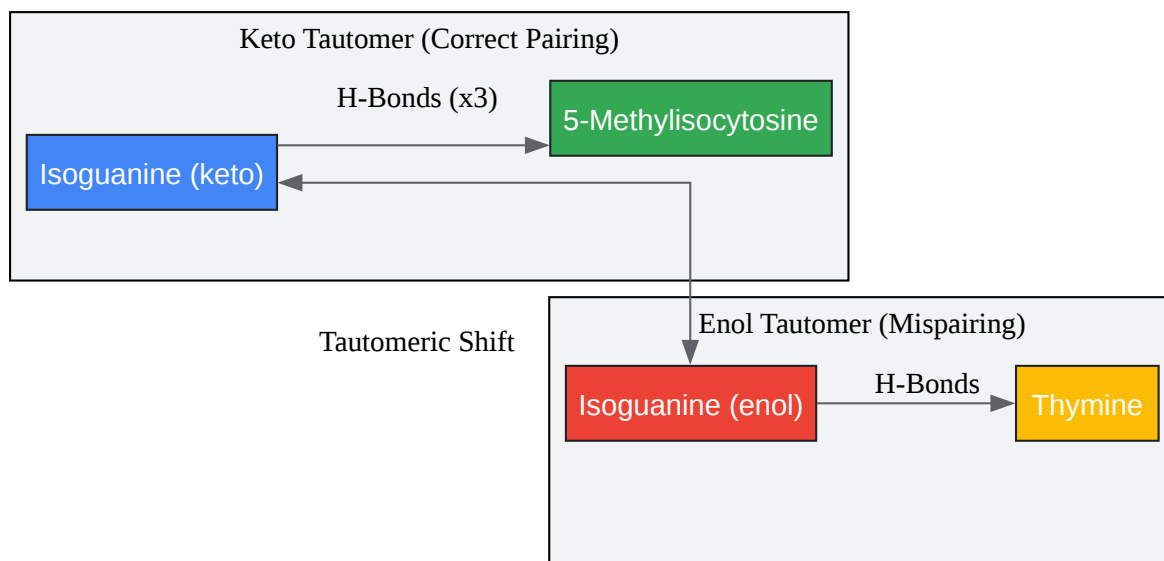 Keto Tautomer (Correct Pairing)
H-Bonds (x3)
5-Methylisocytosine
Isoguanine (keto)
Tautomeric Shift
Enol Tautomer (Mispairing)
Isoguanine (enol)
H-Bonds
Thymine